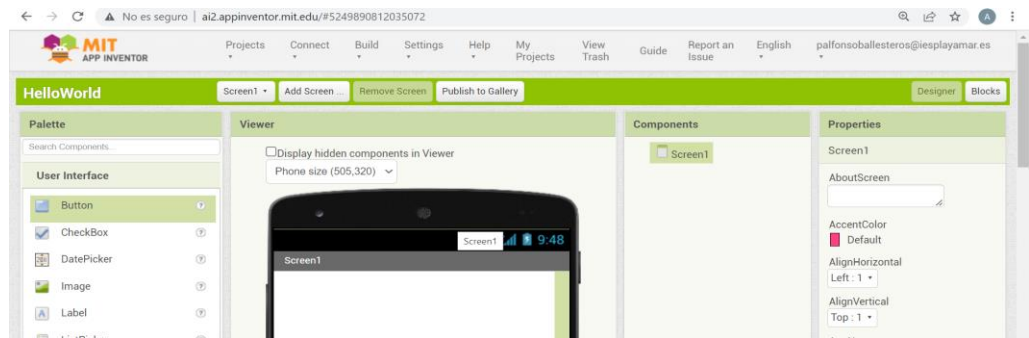 No es seguro | ai2.appinventor.mit.edu/#5249890812035072
A
MIT
APP INVENTOR
Projects
Connect
Build
Settings
Help
My Projects
View Trash
Guide
Report an Issue
English
palfonsoballesteros@iesplayamar.es
HelloWorld
Screen1
Add Screen ...
Remove Screen
Publish to Gallery
Designer
Blocks
Palette
Search Components...
User Interface
Button
CheckBox
DatePicker
Image
Label
Viewer
Display hidden components in Viewer
Phone size (505,320)
Screen1
9:48
Screen1
Components
Screen1
Properties
Screen1
AboutScreen
AccentColor
Default
AlignHorizontal
Left : 1
AlignVertical
Top : 1